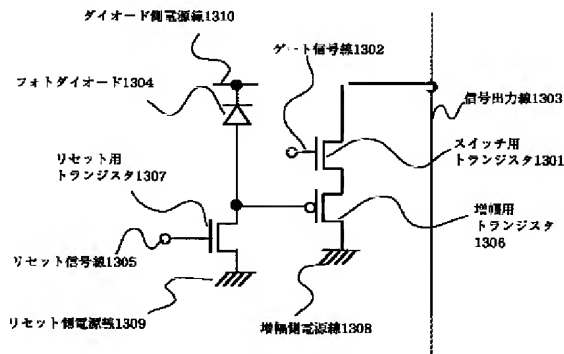 ダイオード側電源線1310
ゲート信号線1302
フォトダイオード1304
信号出力線1303
スイッチ用
トランジスタ1301
リセット用
トランジスタ1307
増幅用
トランジスタ
1306
リセット信号線1305
リセット側電源線1309
増幅側電源線1308